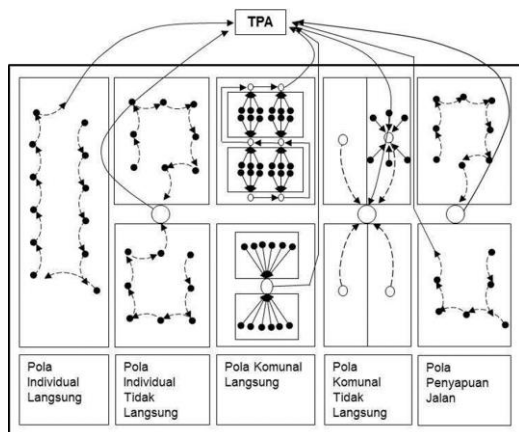 TPA
Pola
Individual
Langsung
Pola
Individual
Tidak
Langsung
Pola Komunal
Langsung
Pola
Komunal
Tidak
Langsung
Pola
Penyapuan
Jalan